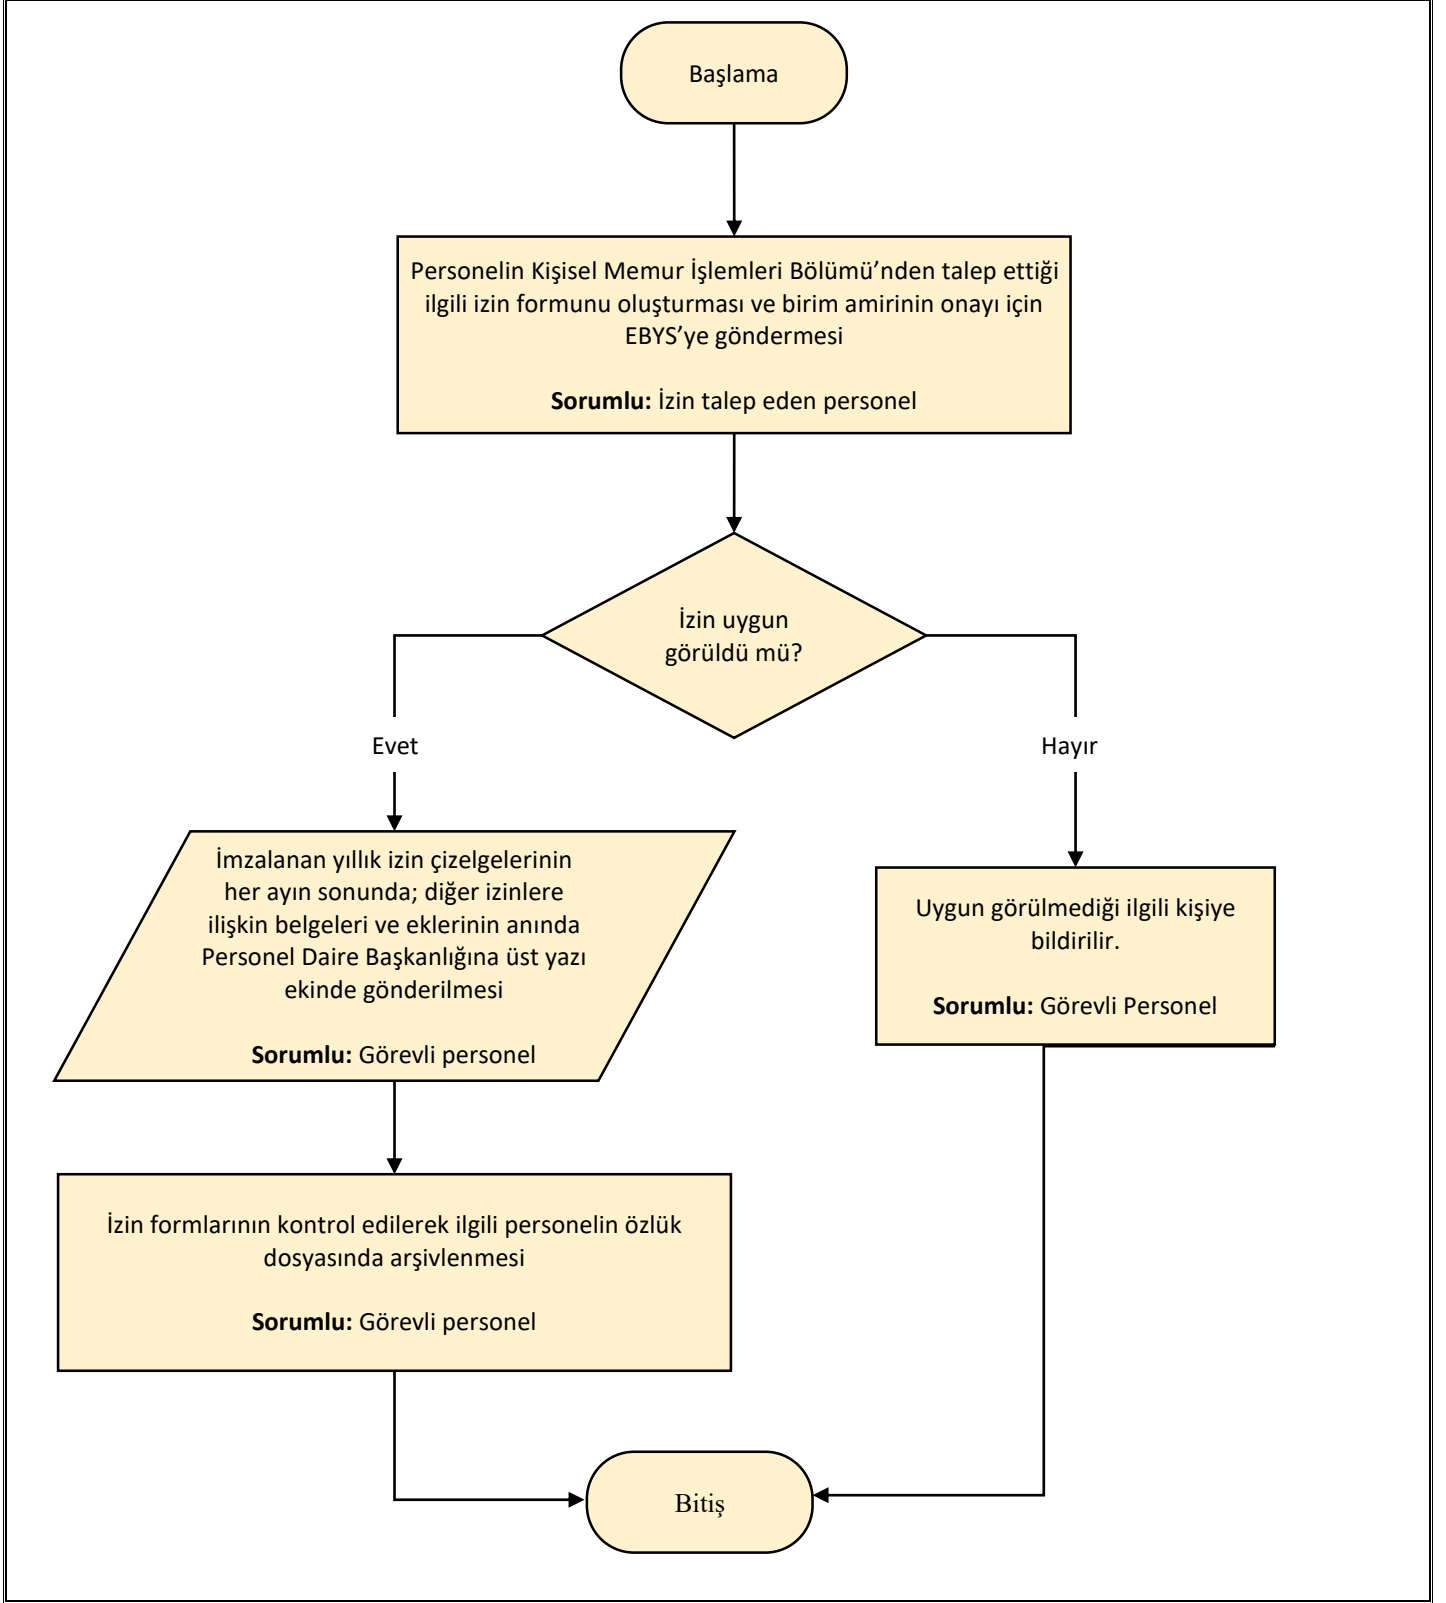 Başlama
Personelin Kişisel Memur İşlemleri Bölümü’nden talep ettiği
ilgili izin formunu oluşturması ve birim amirinin onayı için
EBYS’ye göndermesi
Sorumlu: İzin talep eden personel
İzin uygun
görüldü mü?
Evet
Hayır
İmzalanan yıllık izin çizelgelerinin
her ayın sonunda; diğer izinlere
ilişkin belgeleri ve eklerinin anında
Personel Daire Başkanlığına üst yazı
ekinde gönderilmesi
Sorumlu: Görevli personel
Uygun görülmediği ilgili kişiye
bildirilir.
Sorumlu: Görevli Personel
İzin formlarının kontrol edilerek ilgili personelin özlük
dosyasında arşivlenmesi
Sorumlu: Görevli personel
Bitiş